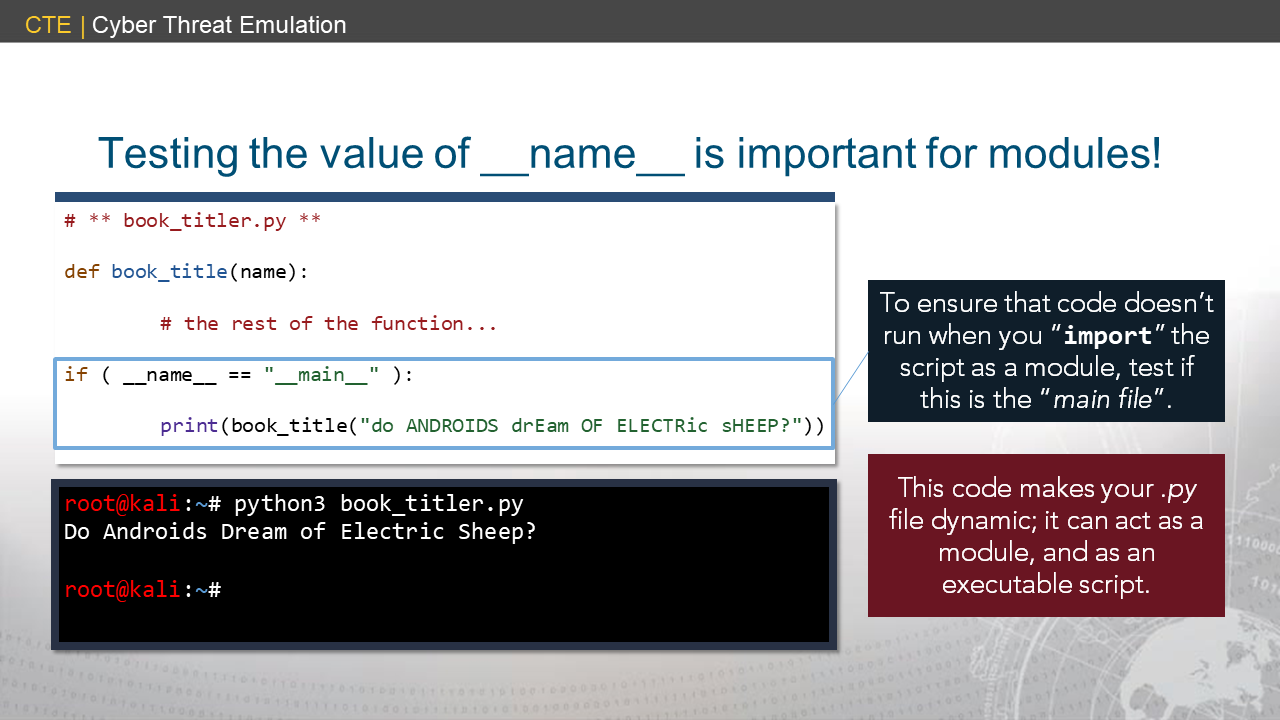 CTE | Cyber Threat Emulation
Testing the value of __name__ is important for modules!
# ** book_titler.py **
def book_title(name):
# the rest of the function...
if ( __name__ == "__main__" ):
print(book_title("do ANDROIDS drEam OF ELECTRic sHEEP?"))
root@kali:~# python3 book_titler.py
Do Androids Dream of Electric Sheep?
root@kali:~#
To ensure that code doesn’t
run when you “import” the
script as a module, test if
this is the “main file”.
This code makes your .py
file dynamic; it can act as a
module, and as an
executable script.